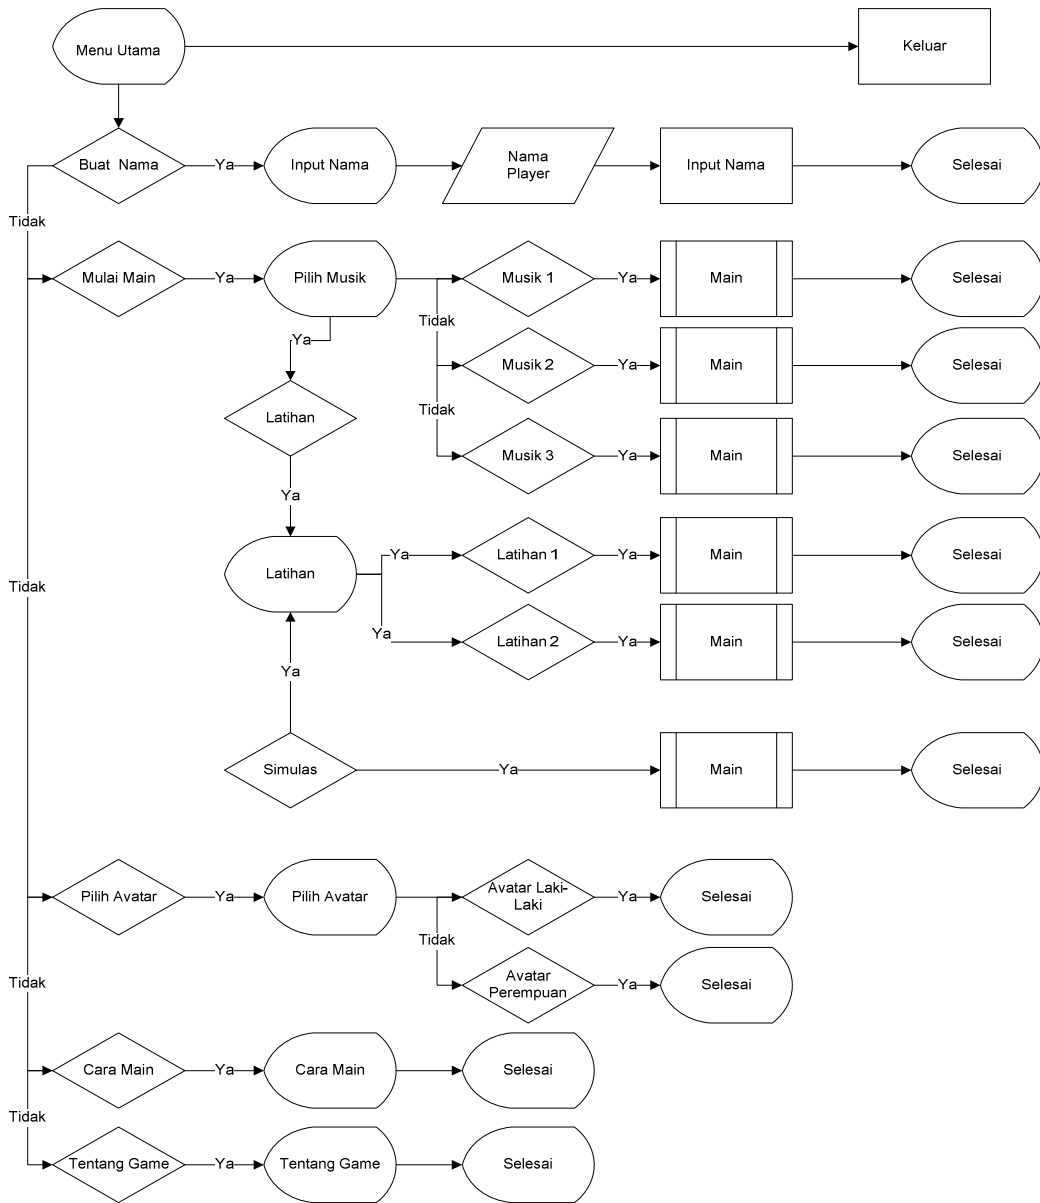 Menu Utama
Keluar
Buat Nama
Ya
Input Nama
Nama
Player
Input Nama
Selesai
Tidak
Mulai Main
Ya
Pilih Musik
Musik 1
Ya
Main
Selesai
Tidak
Ya
Musik 2
Ya
Main
Selesai
Latihan
Tidak
Musik 3
Ya
Main
Selesai
Ya
Latihan
Ya
Latihan 1
Ya
Main
Selesai
Tidak
Ya
Latihan 2
Ya
Main
Selesai
Ya
Simulas
Ya
Main
Selesai
Pilih Avatar
Ya
Pilih Avatar
Avatar Laki-
Laki
Ya
Selesai
Tidak
Avatar
Perempuan
Ya
Selesai
Tidak
Cara Main
Ya
Cara Main
Selesai
Tidak
Tentang Game
Ya
Tentang Game
Selesai